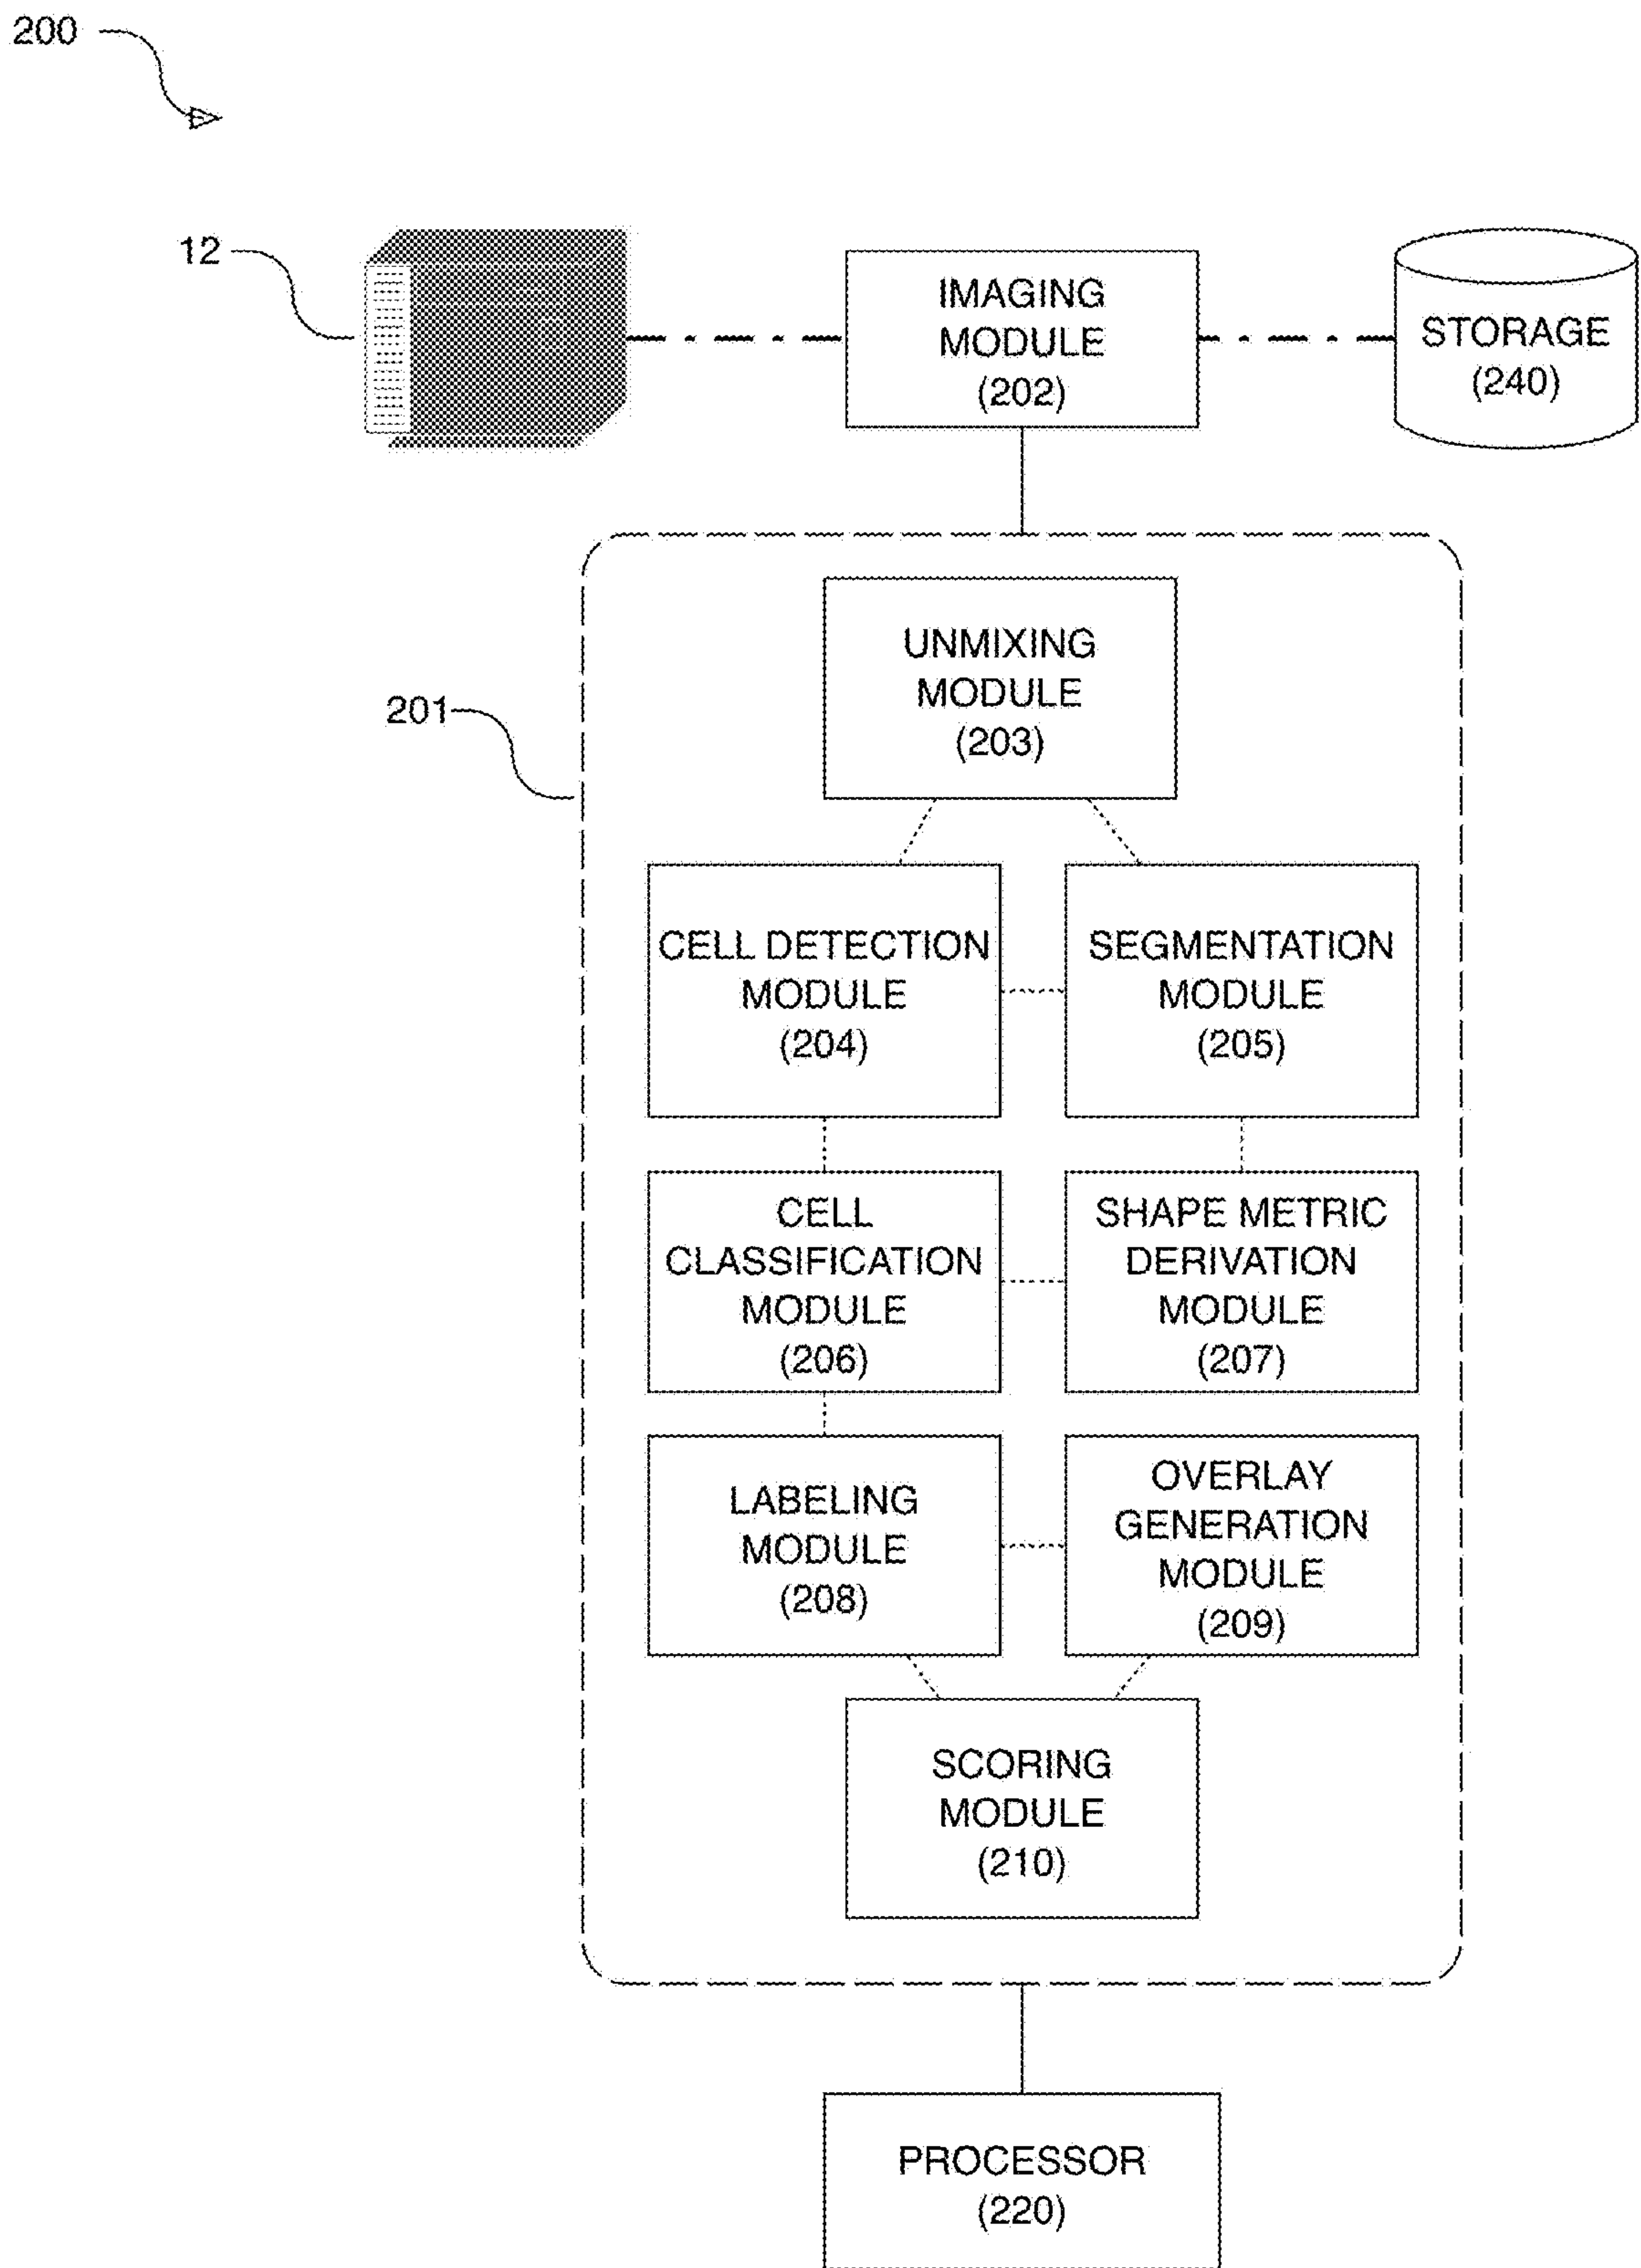 200
12
IMAGING
MODULE
(202)
STORAGE
(240)
UNMIXING
MODULE
(203)
201
CELL DETECTION
MODULE
(204)
SEGMENTATION
MODULE
(205)
CELL
CLASSIFICATION
MODULE
(206)
SHAPE METRIC
DERIVATION
MODULE
(207)
LABELING
MODULE
(208)
OVERLAY
GENERATION
MODULE
(209)
SCORING
MODULE
(210)
PROCESSOR
(220)